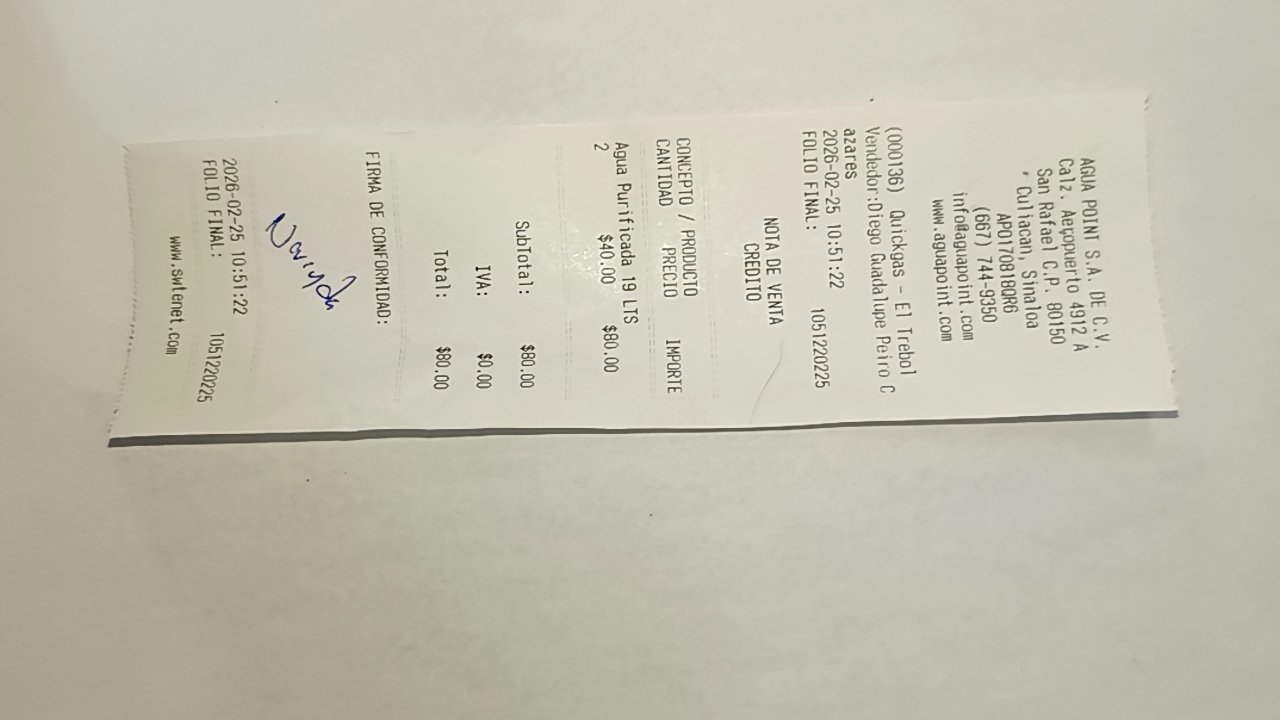 AGUA POINT S.A. DE C.V.
Calz. Aeropuerto 4912 A
San Rafael C.P. 80150
Culiacan, Sinaloa
APO170818QR6
(667) 744-9350
info@aguapoint.com
www.aguapoint.com
(000136) Quickgas - El Trebol
Vendedor:Diego Guadalupe Peiro C
azares
2026-02-25 10:51:22
FOLIO FINAL: 1051220225
NOTA DE VENTA
CREDITO
CONCEPTO / PRODUCTO
CANTIDAD PRECIO IMPORTE
Agua Purificada 19 LTS
2 $40.00 $80.00
SubTotal: $80.00
IVA: $0.00
Total: $80.00
FIRMA DE CONFORMIDAD:
2026-02-25 10:51:22
FOLIO FINAL: 1051220225
www.swtenet.com